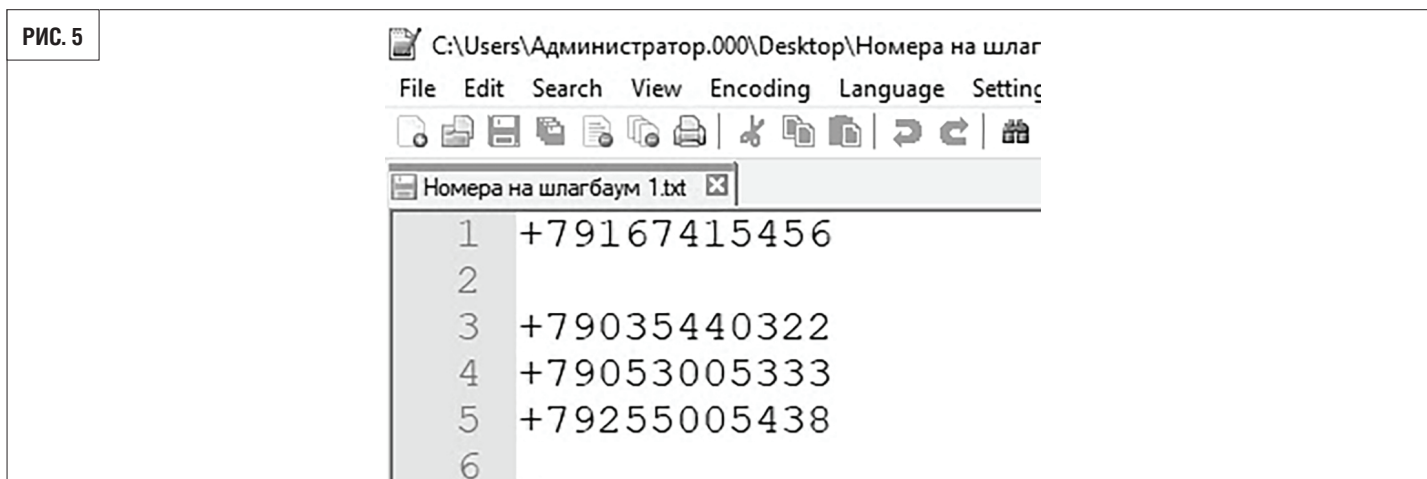 РИС. 5
C:\Users\Администратор.000\Desktop\Номера на шлаг
File Edit Search View Encoding Language Setting
Номера на шлагбаум 1.txt
1 +79167415456
2
3 +79035440322
4 +79053005333
5 +79255005438
6